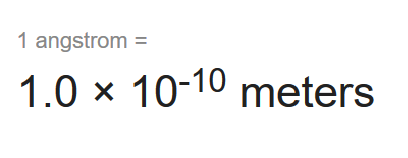 1 angstrom =
1.0 × 10⁻¹⁰ meters